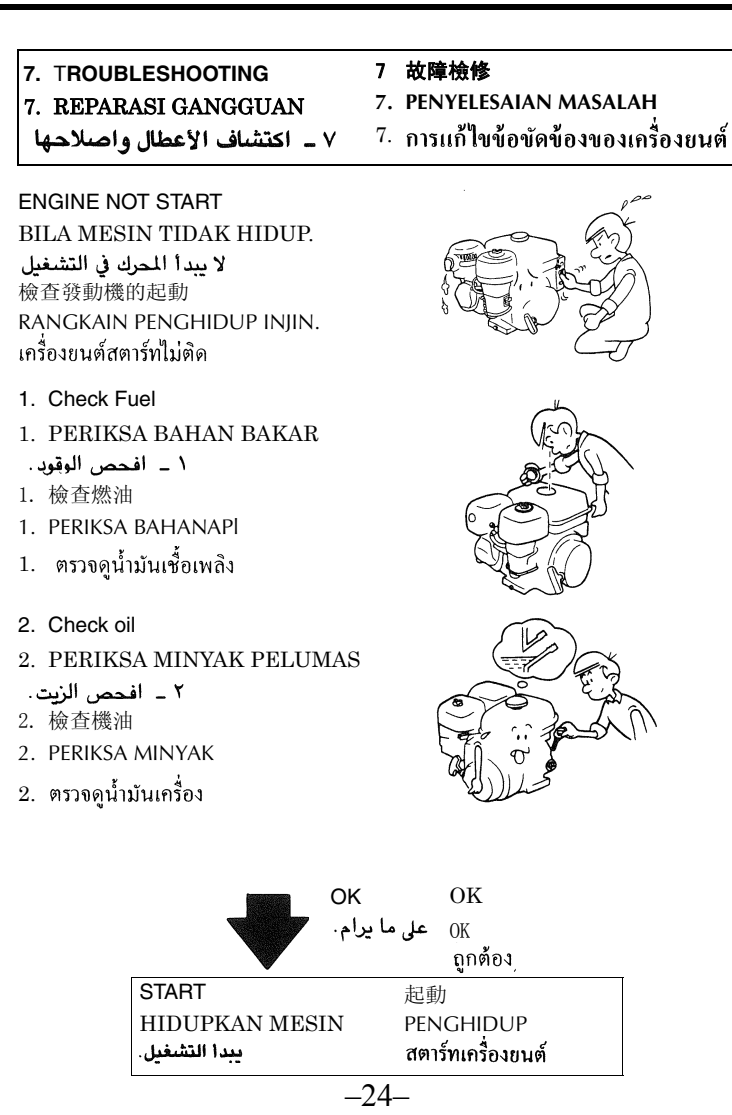 7. TROUBLESHOOTING
7. REPARASI GANGGUAN
٧ ـ اكتشاف الأعطال واصلاحها
7 故障檢修
7. PENYELESAIAN MASALAH
7. การแก้ไขข้อขัดข้องของเครื่องยนต์
ENGINE NOT START
BILA MESIN TIDAK HIDUP.
لا يبدأ المحرك في التشغيل
檢查發動機的起動
RANGKAIN PENGHIDUP INJIN.
เครื่องยนต์สตาร์ทไม่ติด
1. Check Fuel
1. PERIKSA BAHAN BAKAR
١ ـ افحص الوقود.
1. 檢查燃油
1. PERIKSA BAHANAPl
1. ตรวจดูน้ำมันเชื้อเพลิง
2. Check oil
2. PERIKSA MINYAK PELUMAS
٢ ـ افحص الزيت.
2. 檢查機油
2. PERIKSA MINYAK
2. ตรวจดูน้ำมันเครื่อง
OK
على ما يرام.
OK
OK
ถูกต้อง
START
HIDUPKAN MESIN
يبدا التشغيل.
起動
PENGHIDUP
สตาร์ทเครื่องยนต์
–24–